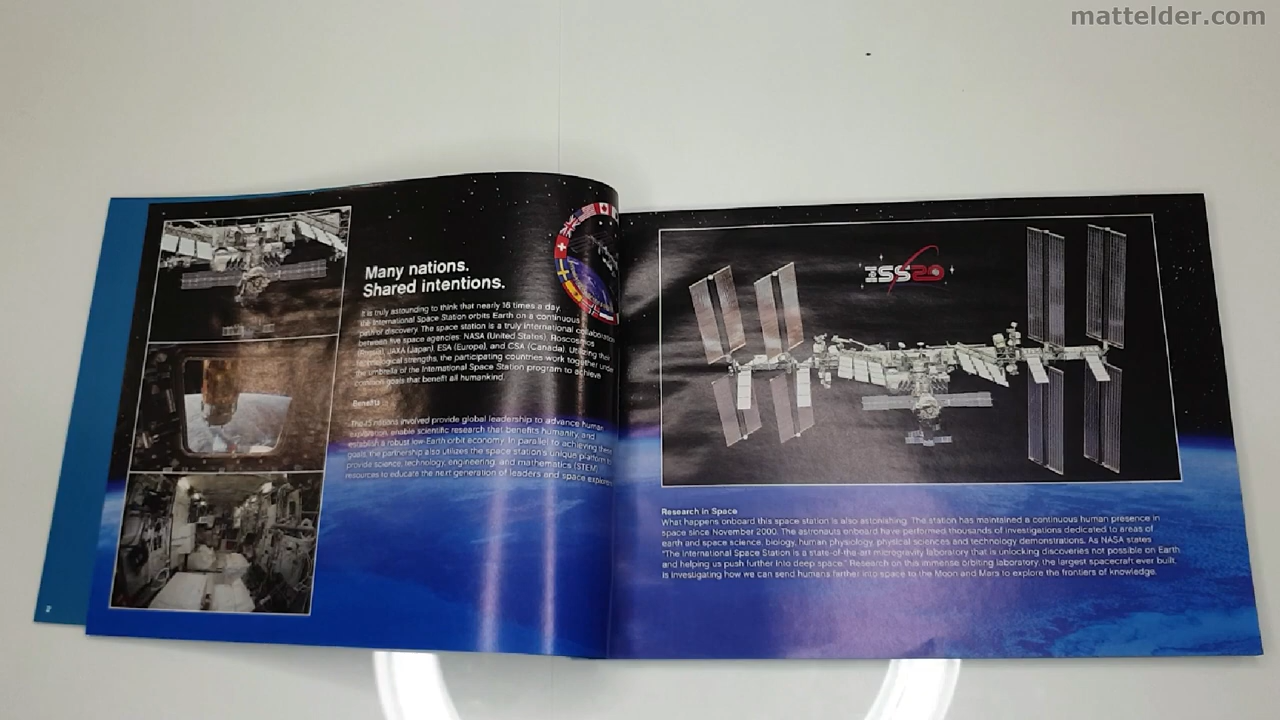 mattelder.com
Many nations.
Shared intentions.
It is truly astounding to think that nearly 16 times a day,
the International Space Station orbits Earth on a continuous
path of discovery. The space station is a truly international collaboration
between five space agencies: NASA (United States), Roscosmos
(Russia), JAXA (Japan), ESA (Europe), and CSA (Canada). Utilizing their
technological strengths, the participating countries work together under
the umbrella of the International Space Station program to achieve
common goals that benefit all humankind.
Benefits
The 15 nations involved provide global leadership to advance human
exploration, enable scientific research that benefits humanity, and
establish a robust low-Earth orbit economy. In parallel to achieving these
goals, the partnership also utilizes the space station's unique platform to
provide science, technology, engineering, and mathematics (STEM)
resources to educate the next generation of leaders and space
ISS20
Research in Space
What happens onboard this space station is also astonishing. The station has maintained a continuous human presence in
space since November 2000. The astronauts onboard have performed thousands of investigations dedicated to areas of
earth and space science, biology, human physiology, physical sciences and technology demonstrations. As NASA states
"The International Space Station is a state-of-the-art microgravity laboratory that is unlocking discoveries not possible on Earth
and helping us push further into deep space." Research on this immense orbiting laboratory, the largest spacecraft ever built,
is investigating how we can send humans farther into space to the Moon and Mars to explore the frontiers of knowledge.